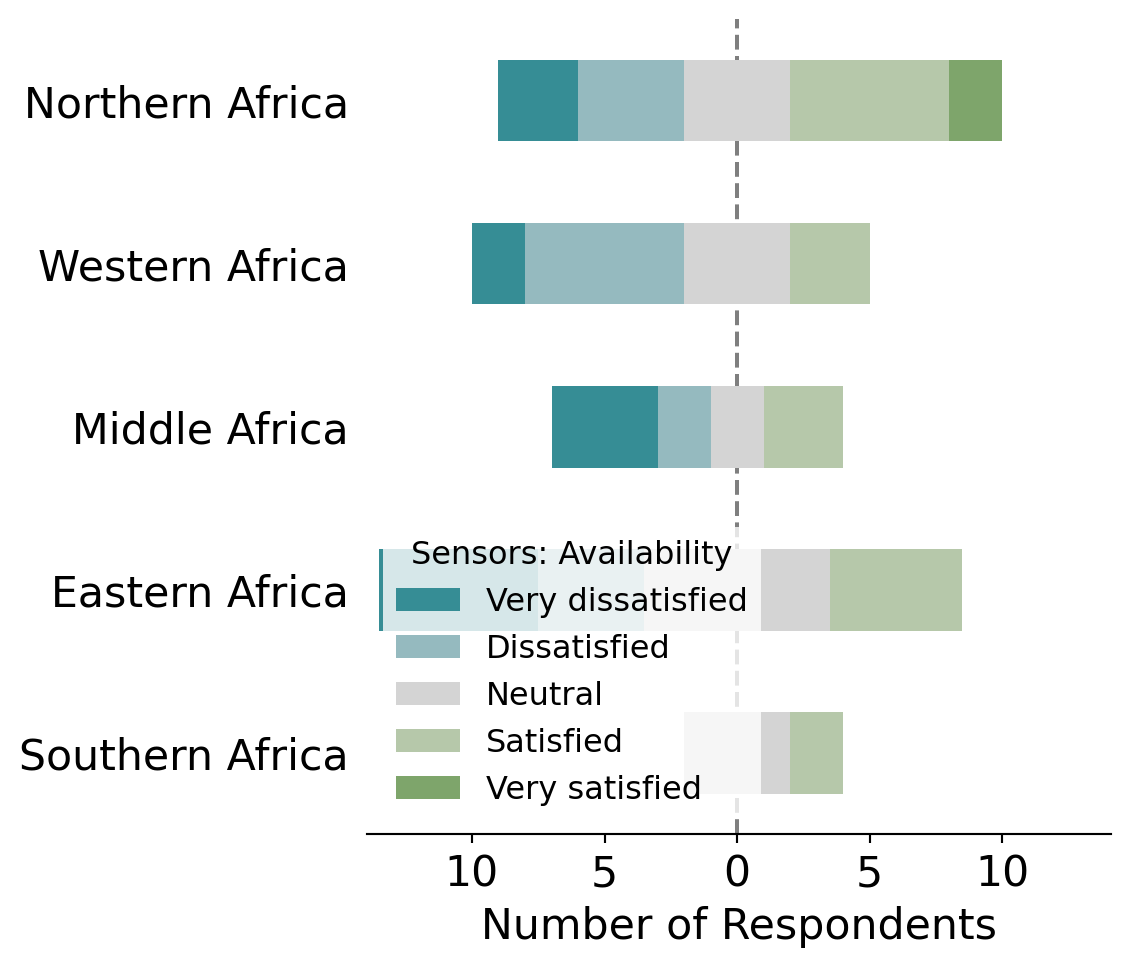 Northern Africa
Western Africa
Middle Africa
Eastern Africa
Southern Africa
Sensors: Availability
Very dissatisfied
Dissatisfied
Neutral
Satisfied
Very satisfied
10 5 0 5 10
Number of Respondents